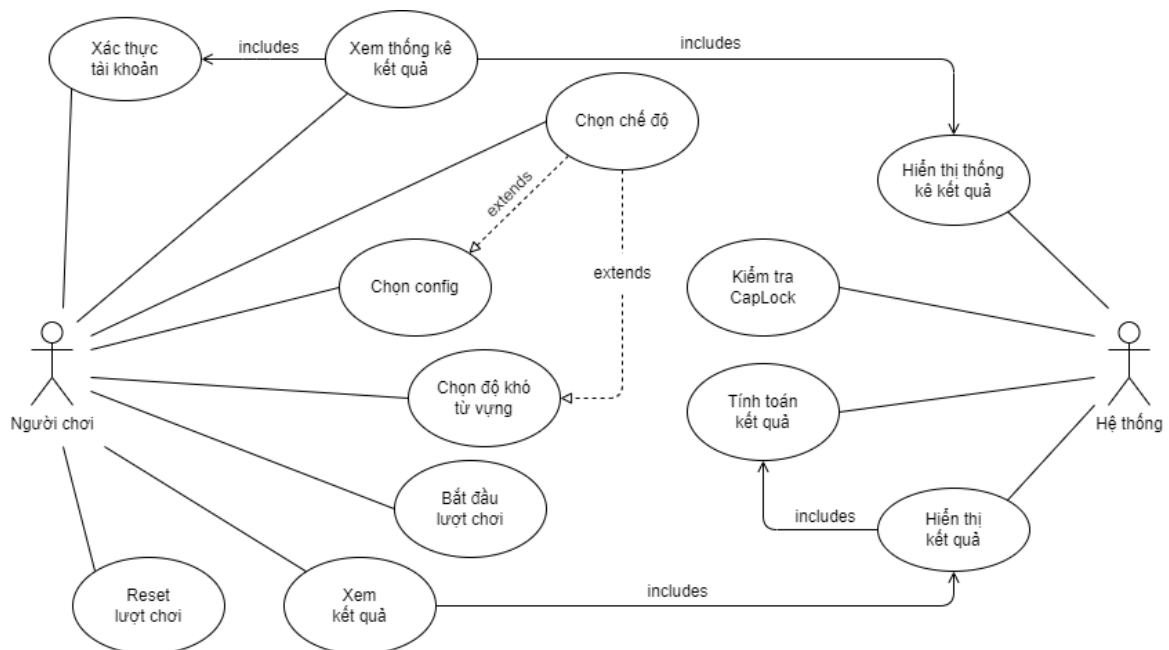 Xác thực
tài khoản
includes
Xem thống kê
kết quả
includes
Chọn chế độ
Hiển thị thống
kê kết quả
extends
extends
Chọn config
Kiểm tra
CapLock
Chọn độ khó
từ vựng
Tính toán
kết quả
Người chơi
Hệ thống
Bắt đầu
lượt chơi
includes
Hiển thị
kết quả
Reset
lượt chơi
Xem
kết quả
includes